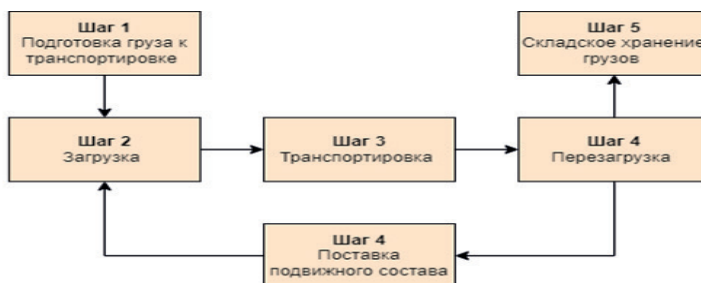 Шаг 1
Подготовка груза к
транспортировке
Шаг 5
Складское хранение
грузов
Шаг 2
Загрузка
Шаг 3
Транспортировка
Шаг 4
Перезагрузка
Шаг 4
Поставка
подвижного состава